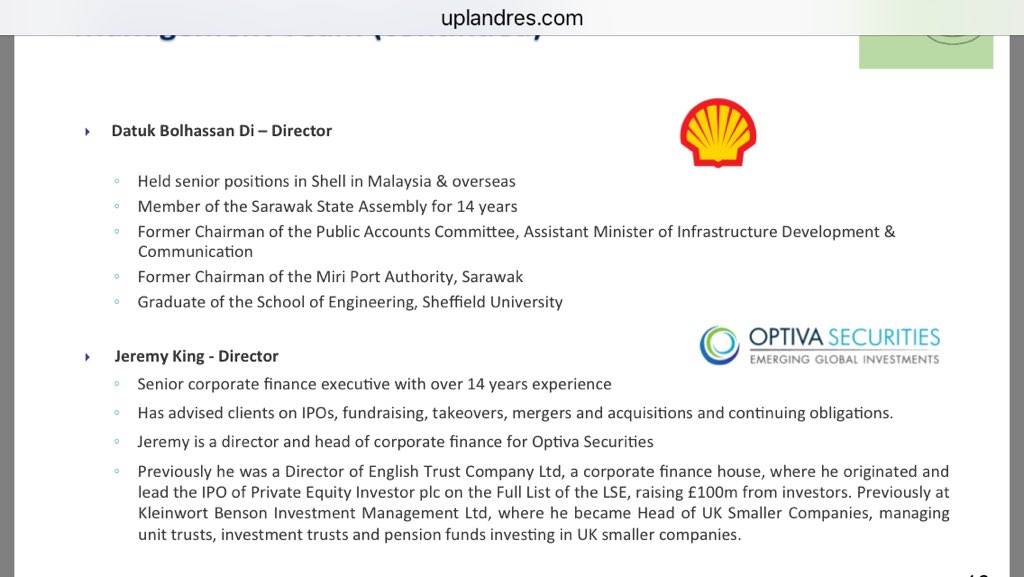 uplandres.com
Datuk Bolhassan Di – Director
◦ Held senior positions in Shell in Malaysia & overseas
◦ Member of the Sarawak State Assembly for 14 years
◦ Former Chairman of the Public Accounts Committee, Assistant Minister of Infrastructure Development &
Communication
◦ Former Chairman of the Miri Port Authority, Sarawak
◦ Graduate of the School of Engineering, Sheffield University
OPTIVA SECURITIES
EMERGING GLOBAL INVESTMENTS
Jeremy King - Director
◦ Senior corporate finance executive with over 14 years experience
◦ Has advised clients on IPOs, fundraising, takeovers, mergers and acquisitions and continuing obligations.
◦ Jeremy is a director and head of corporate finance for Optiva Securities
◦ Previously he was a Director of English Trust Company Ltd, a corporate finance house, where he originated and
lead the IPO of Private Equity Investor plc on the Full List of the LSE, raising £100m from investors. Previously at
Kleinwort Benson Investment Management Ltd, where he became Head of UK Smaller Companies, managing
unit trusts, investment trusts and pension funds investing in UK smaller companies.